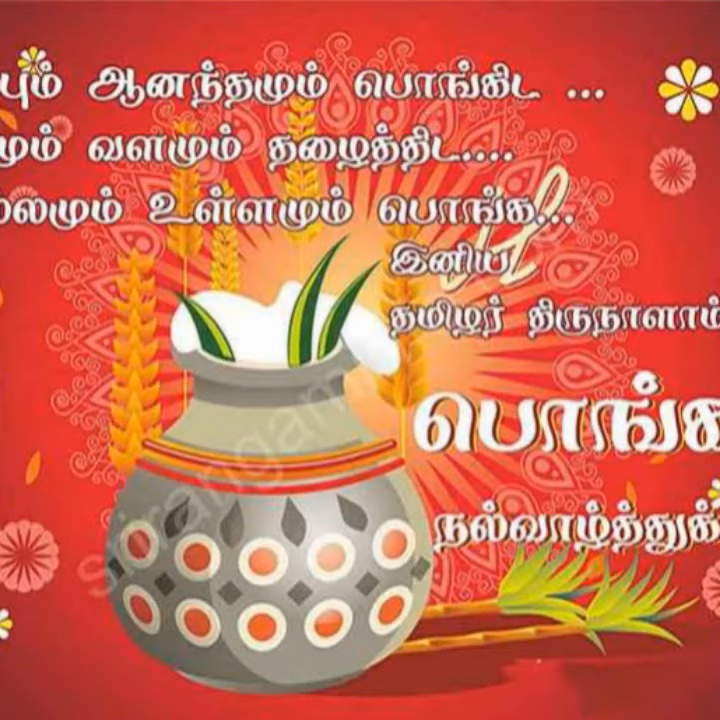 பும் ஆனந்தமும் பொங்கிட ...
மும் வளமும் தழைத்திட.....
லமும் உள்ளமும் பொங்க...
இனிய
தமிழர் திருநாளாம்
பொங்க
நல்வாழ்த்துக்